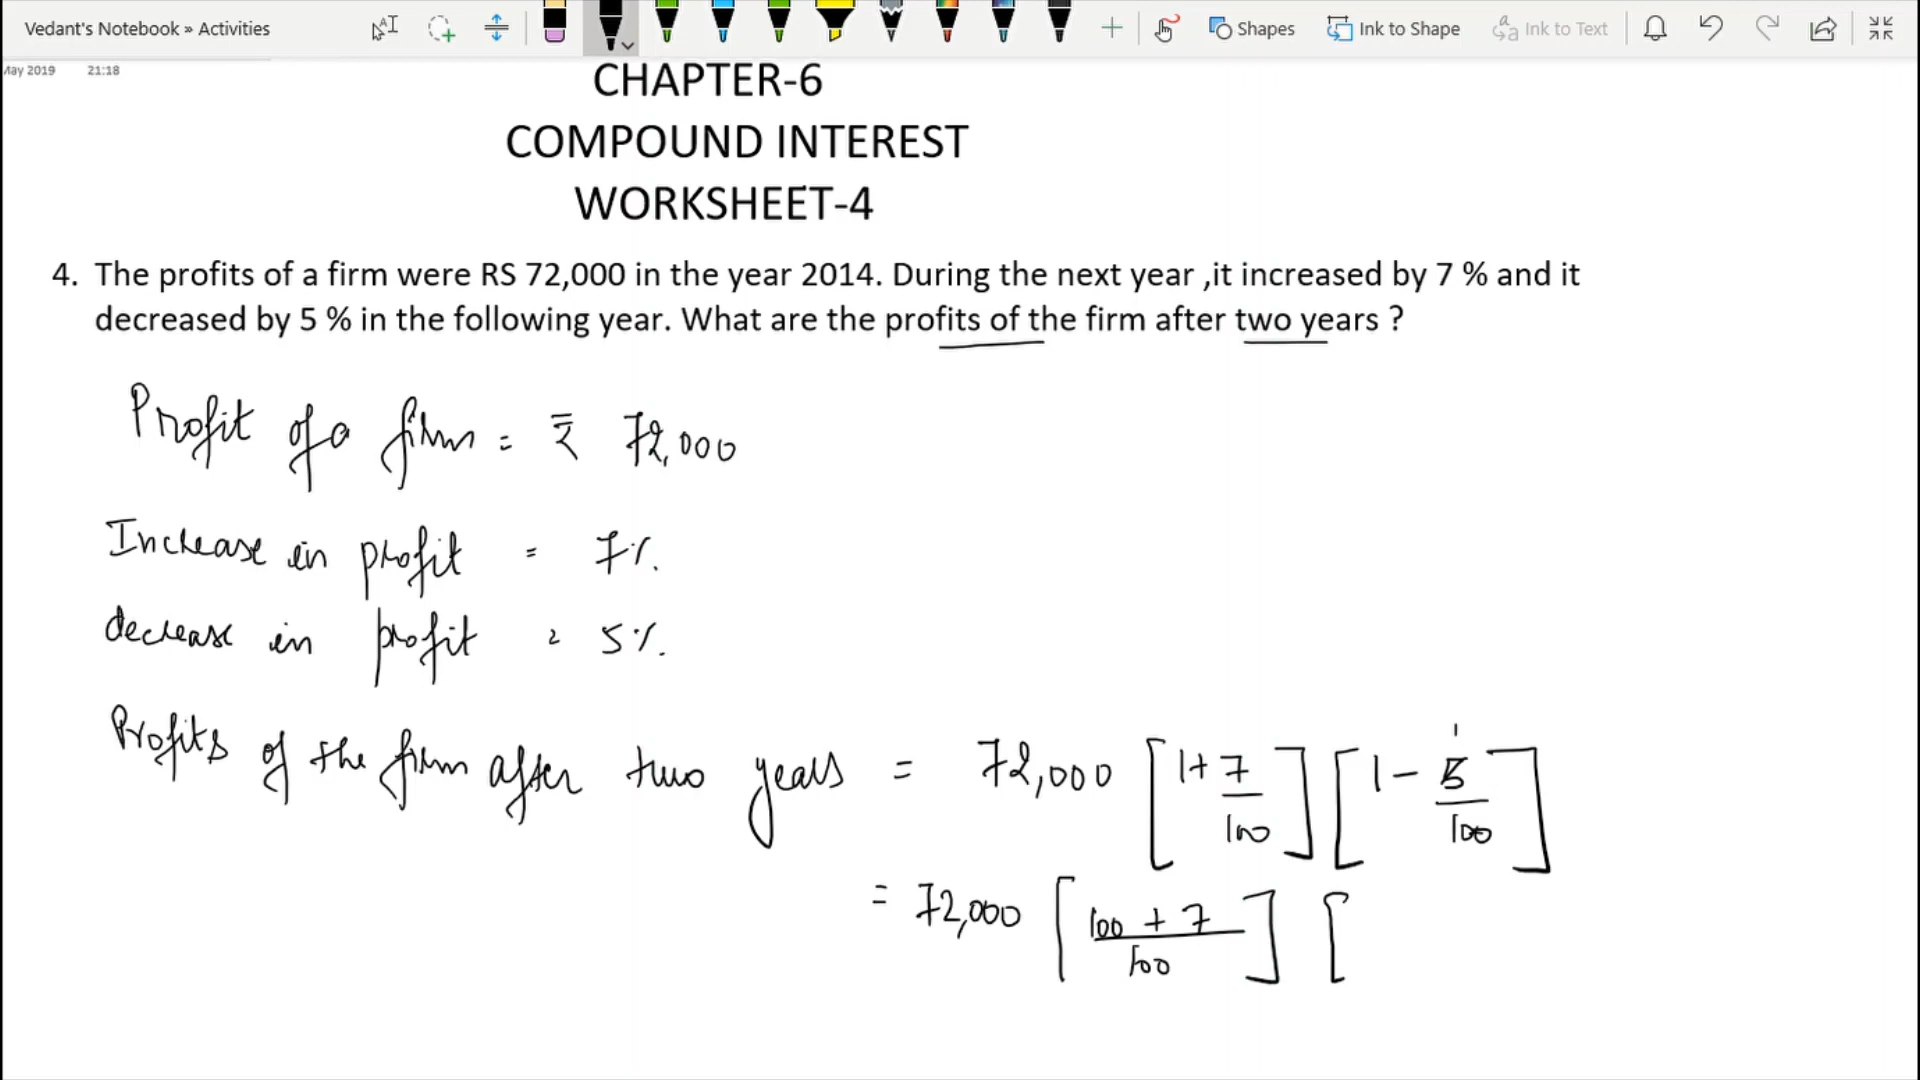 Vedant's Notebook » Activities
Shapes
Ink to Shape
Ink to Text
May 2019 21:18
CHAPTER-6
COMPOUND INTEREST
WORKSHEET-4
4. The profits of a firm were RS 72,000 in the year 2014. During the next year ,it increased by 7 % and it
decreased by 5 % in the following year. What are the profits of the firm after two years ?
Profit of a firm = ₹ 72,000
Increase in profit = 7%.
decrease in profit = 5%.
Profits of the firm after two years = 72,000 [1+ 7/100] [1 - 5/100]
= 72,000 [100 + 7/100] [